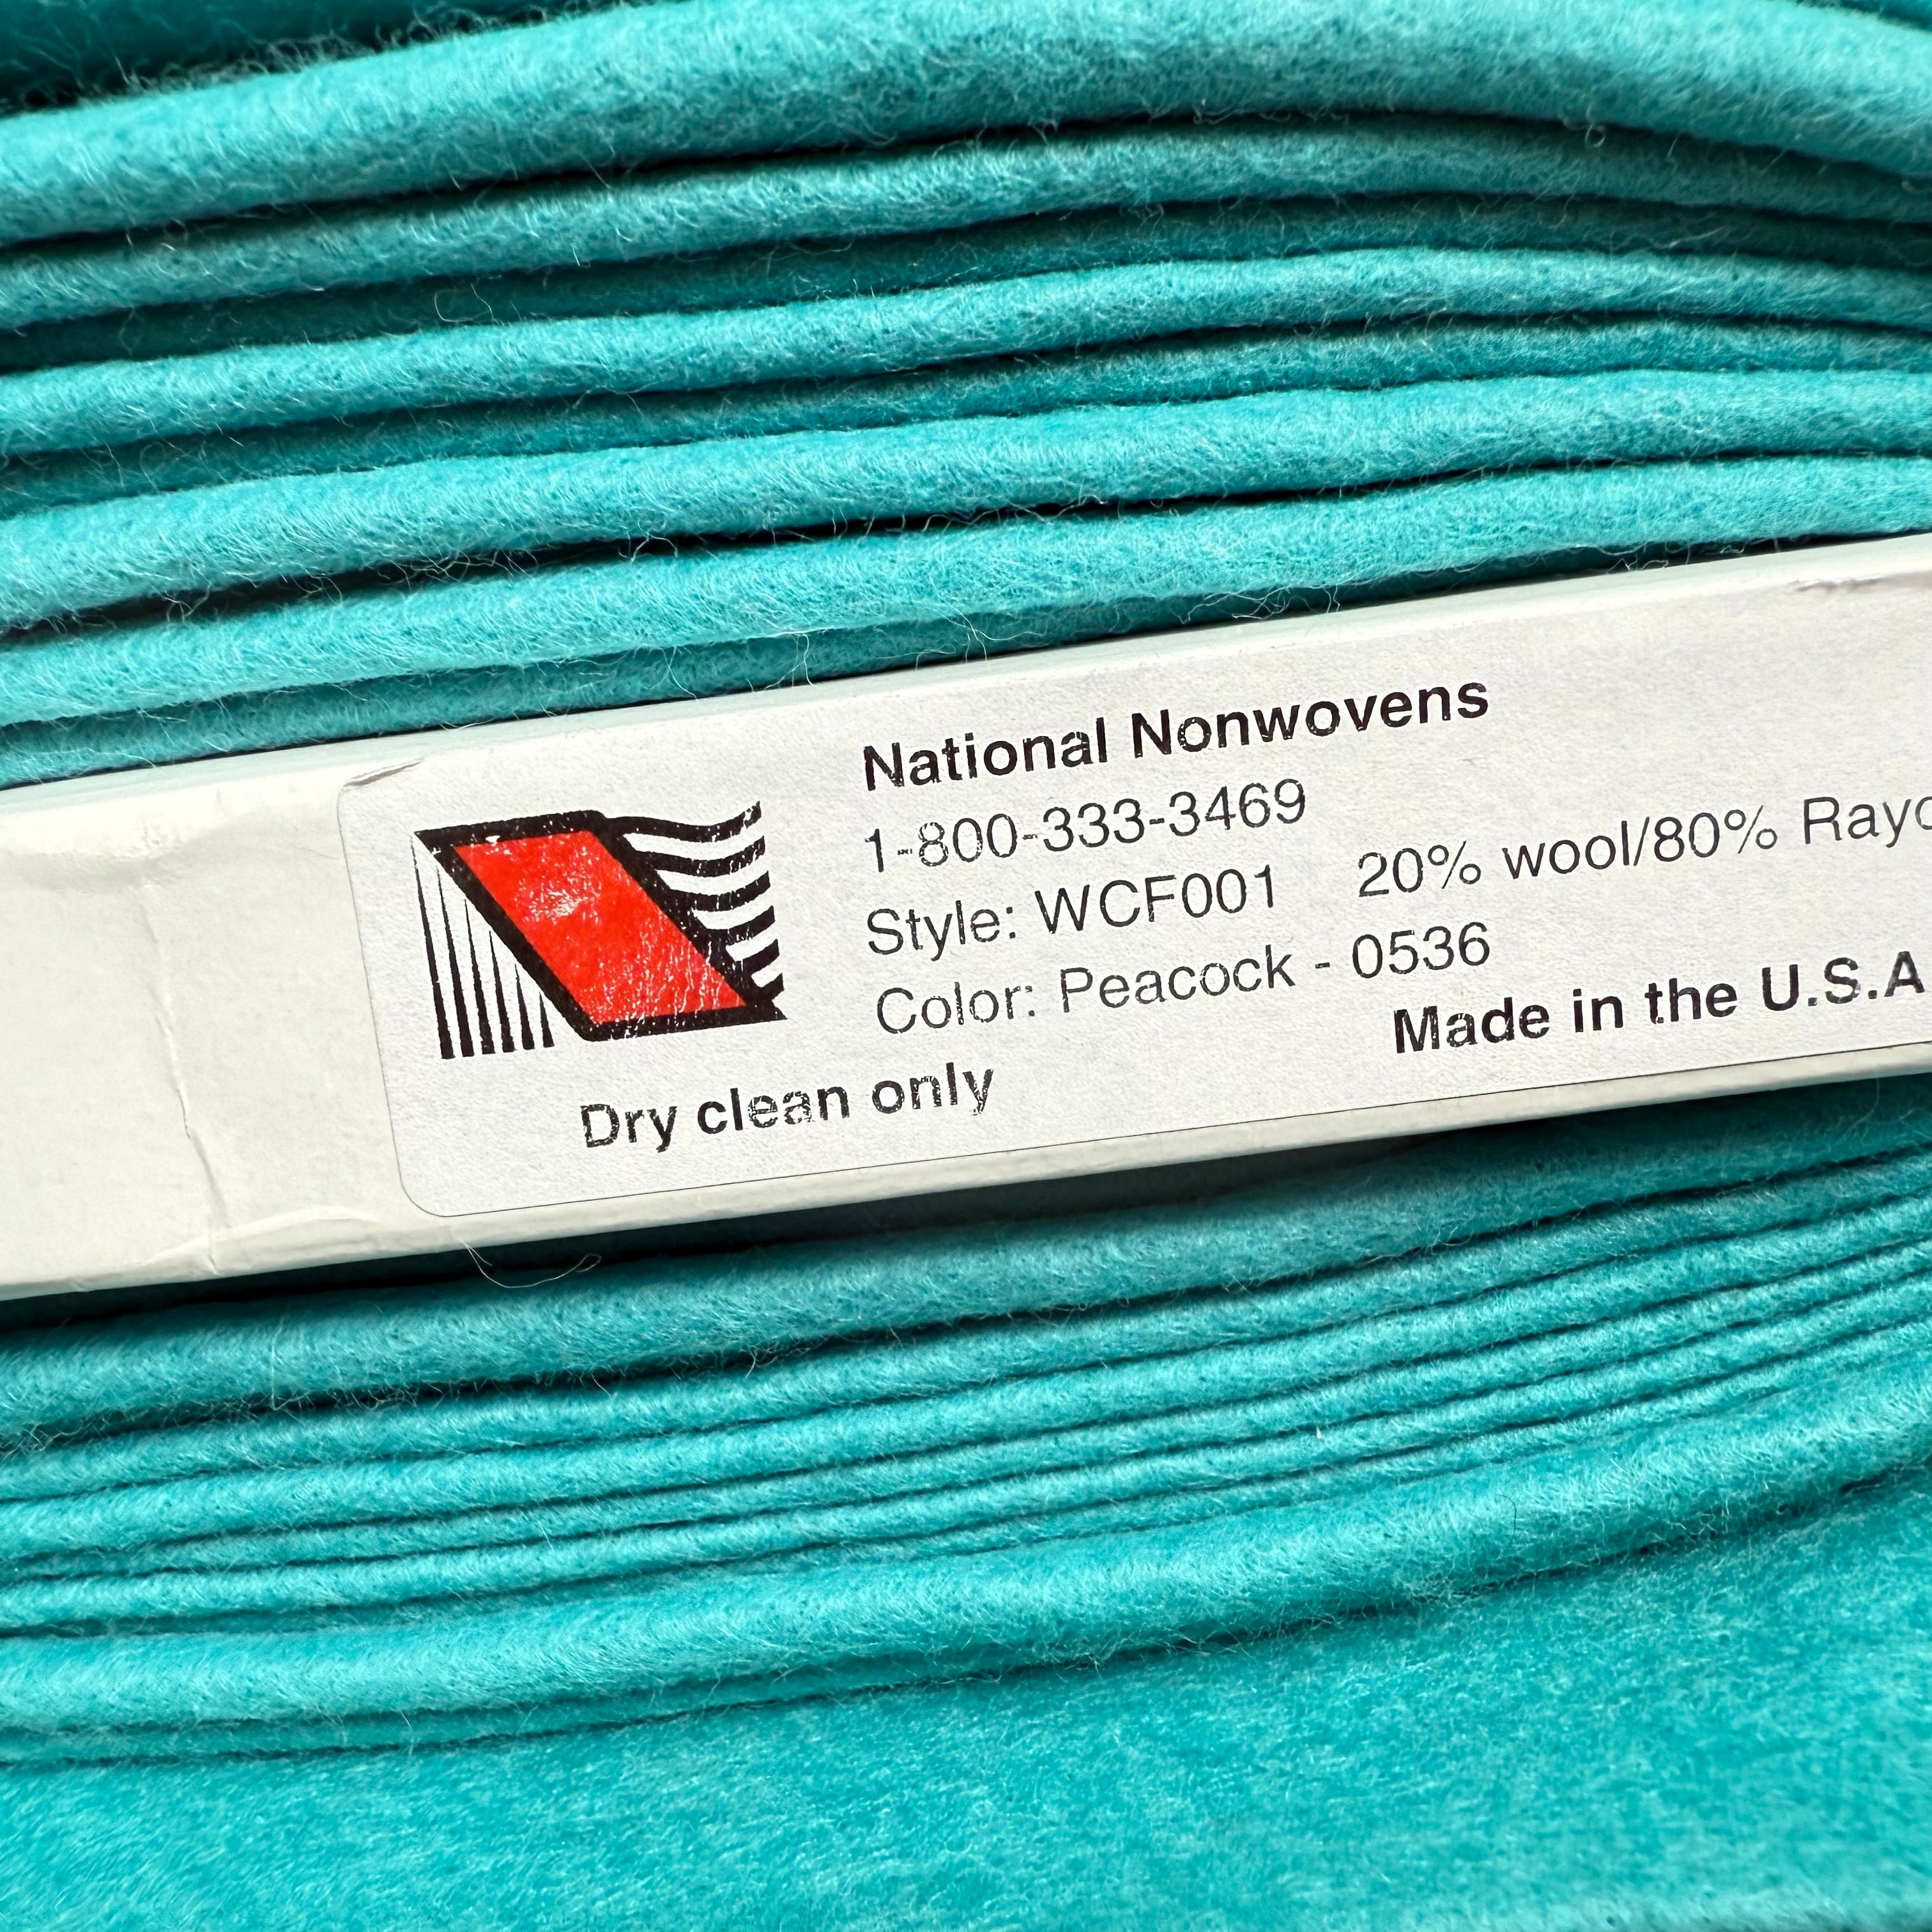 National Nonwovens
1-800-333-3469
Style: WCF001 20% wool/80%
Color: Peacock - 0536
Made in the U.S.A
Dry clean only